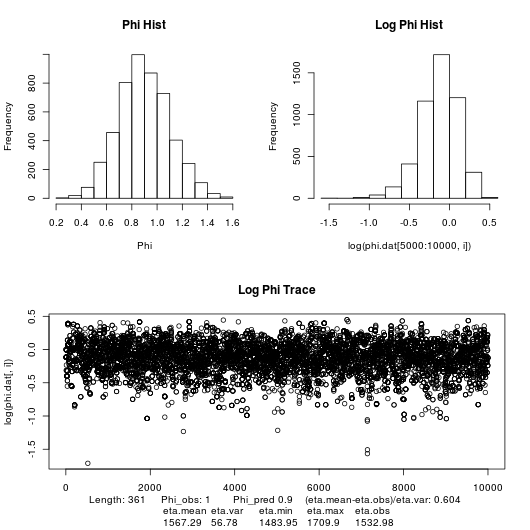 Phi Hist
Log Phi Hist
Frequency
0 200 400 600 800
0.2 0.4 0.6 0.8 1.0 1.2 1.4 1.6
Phi
Frequency
0 500 1000 1500
-1.5 -1.0 -0.5 0.0 0.5
log(phi.dat[5000:10000, i])
Log Phi Trace
log(phi.dat[, i])
0.5 0.0 -0.5 -1.0 -1.5
0 2000 4000 6000 8000 10000
Length: 361 Phi_obs: 1 Phi_pred 0.9 (eta.mean-eta.obs)/eta.var: 0.604
eta.mean eta.var eta.min eta.max eta.obs
1567.29 56.78 1483.95 1709.9 1532.98